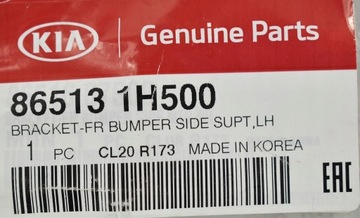 KIA Genuine Parts
86513 1H500
BRACKET-FR BUMPER SIDE SUPT,LH
1 PC CL20 R173 MADE IN KOREA
EAC